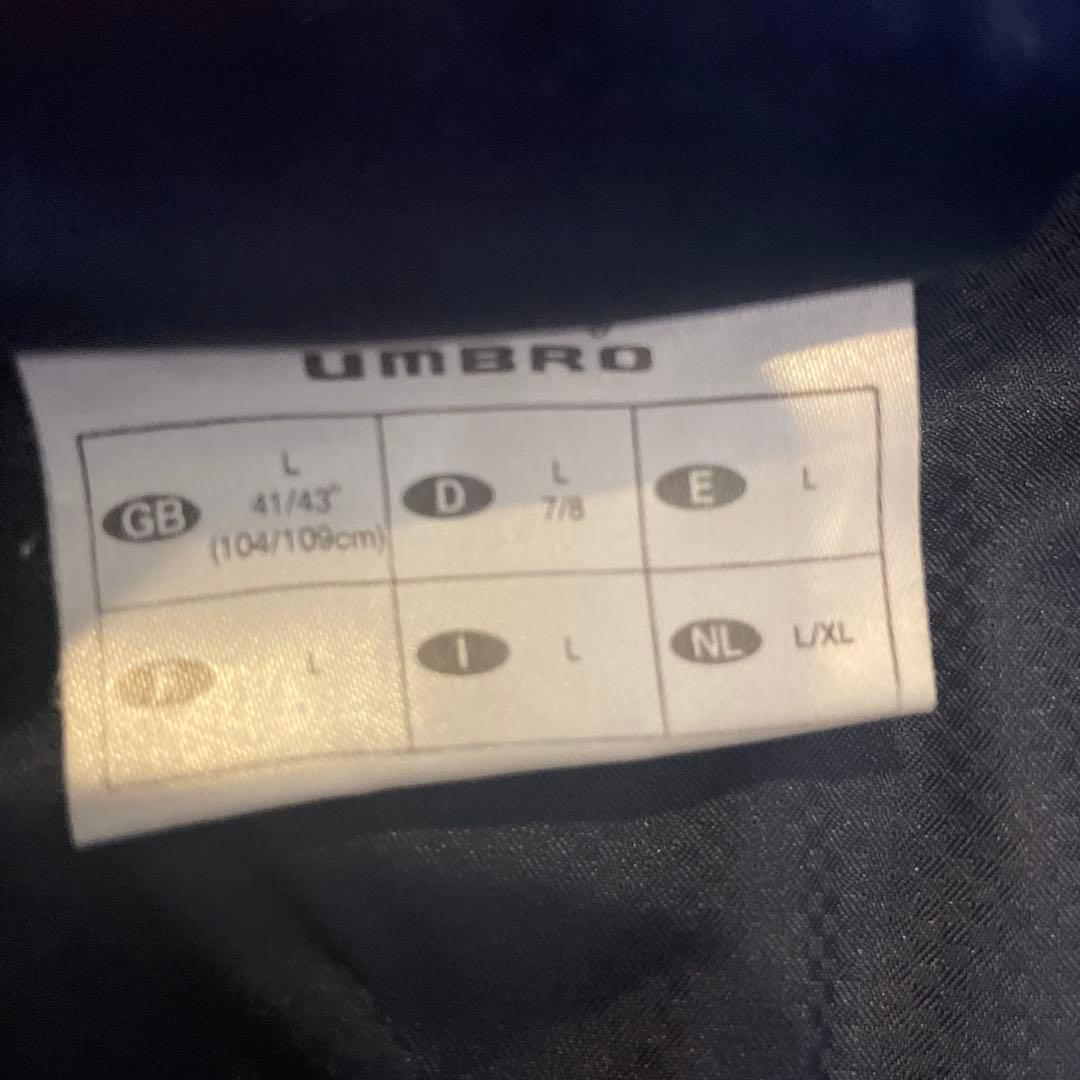 UMBRO
GB L
41/43"
(104/109cm)
D L
7/8
E L
F L
I L
NL L/XL